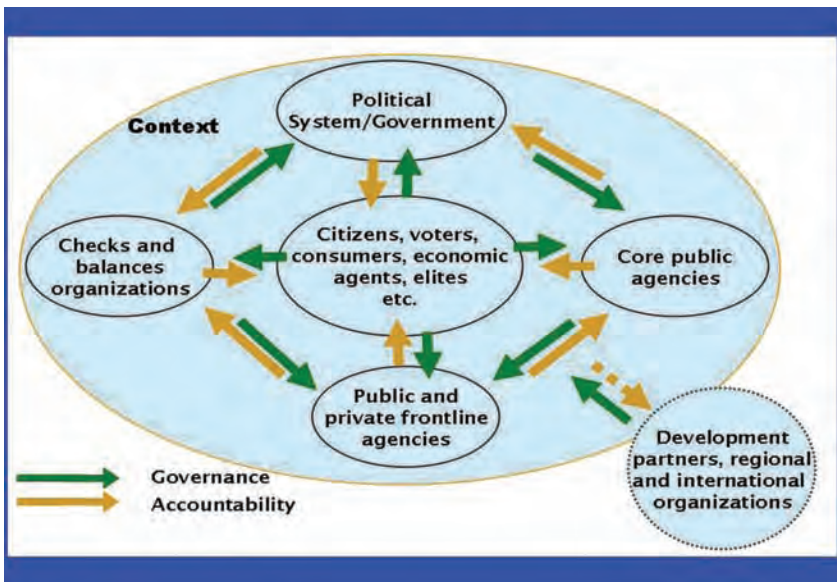 Political
System/Government
Context
Checks and
balances
organizations
Citizens, voters,
consumers, economic
agents, elites
etc.
Core public
agencies
Public and
private frontline
agencies
Development
partners, regional
and international
organizations
Governance
Accountability